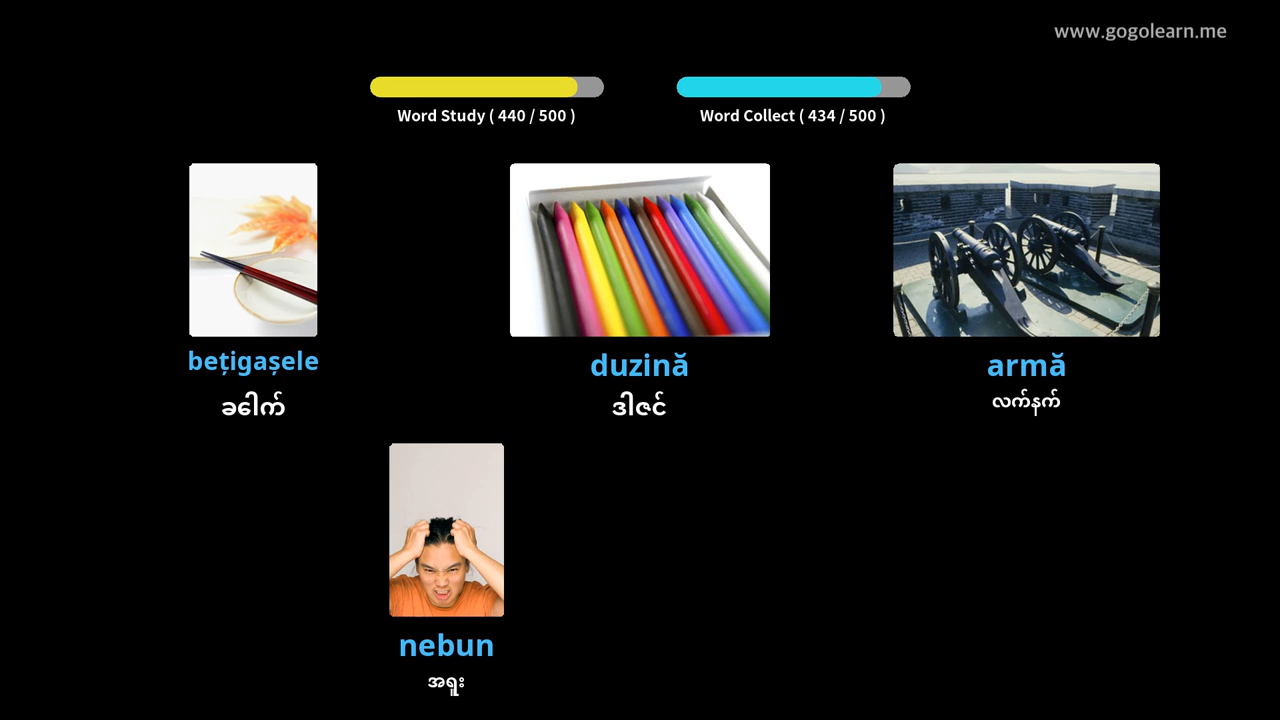 www.gogolearn.me
Word Study ( 440 / 500 )
Word Collect ( 434 / 500 )
bețigașele
ခေါက်
duzină
ဒါဇင်
armă
လက်နက်
nebun
အရူး